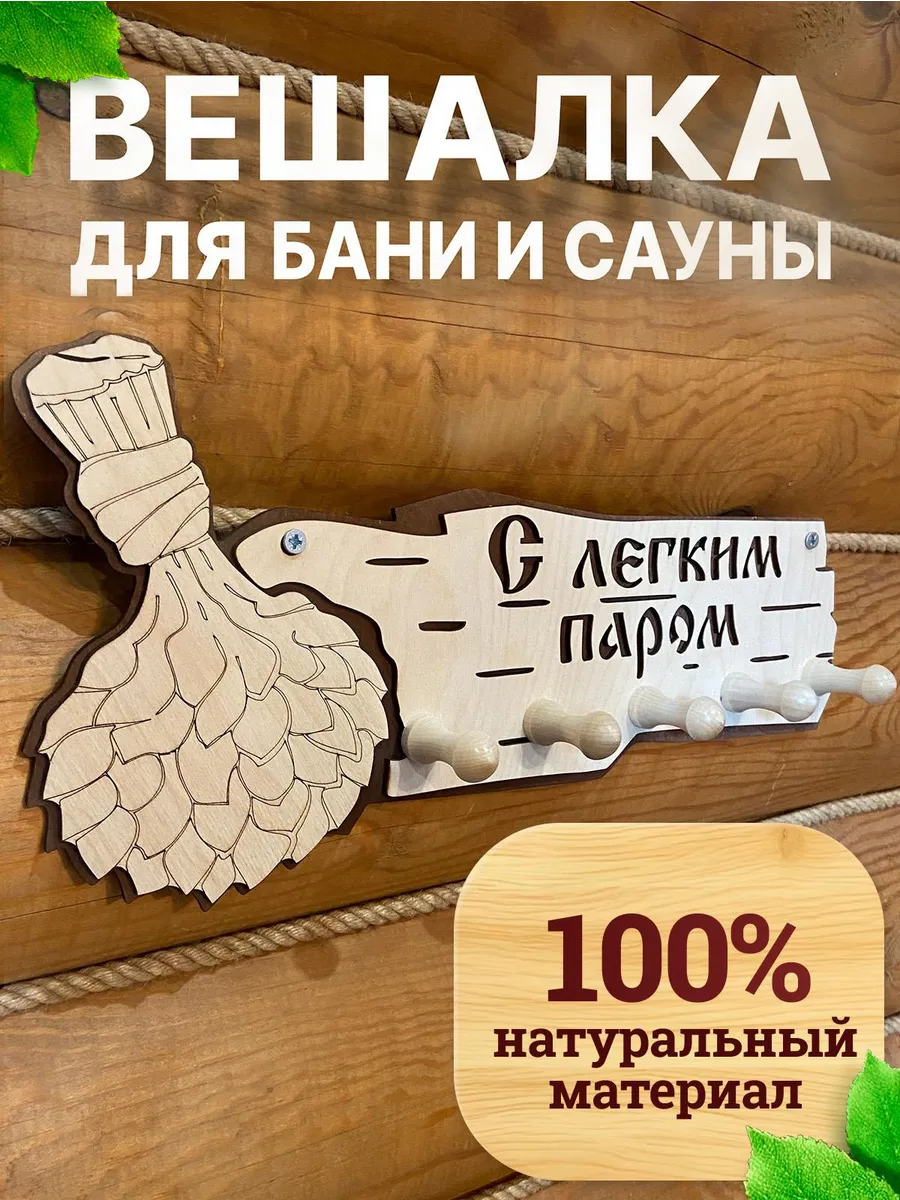 ВЕШАЛКА
ДЛЯ БАНИ И САУНЫ
С ЛЕГКИМ
ПАРОМ
100%
натуральный
материал